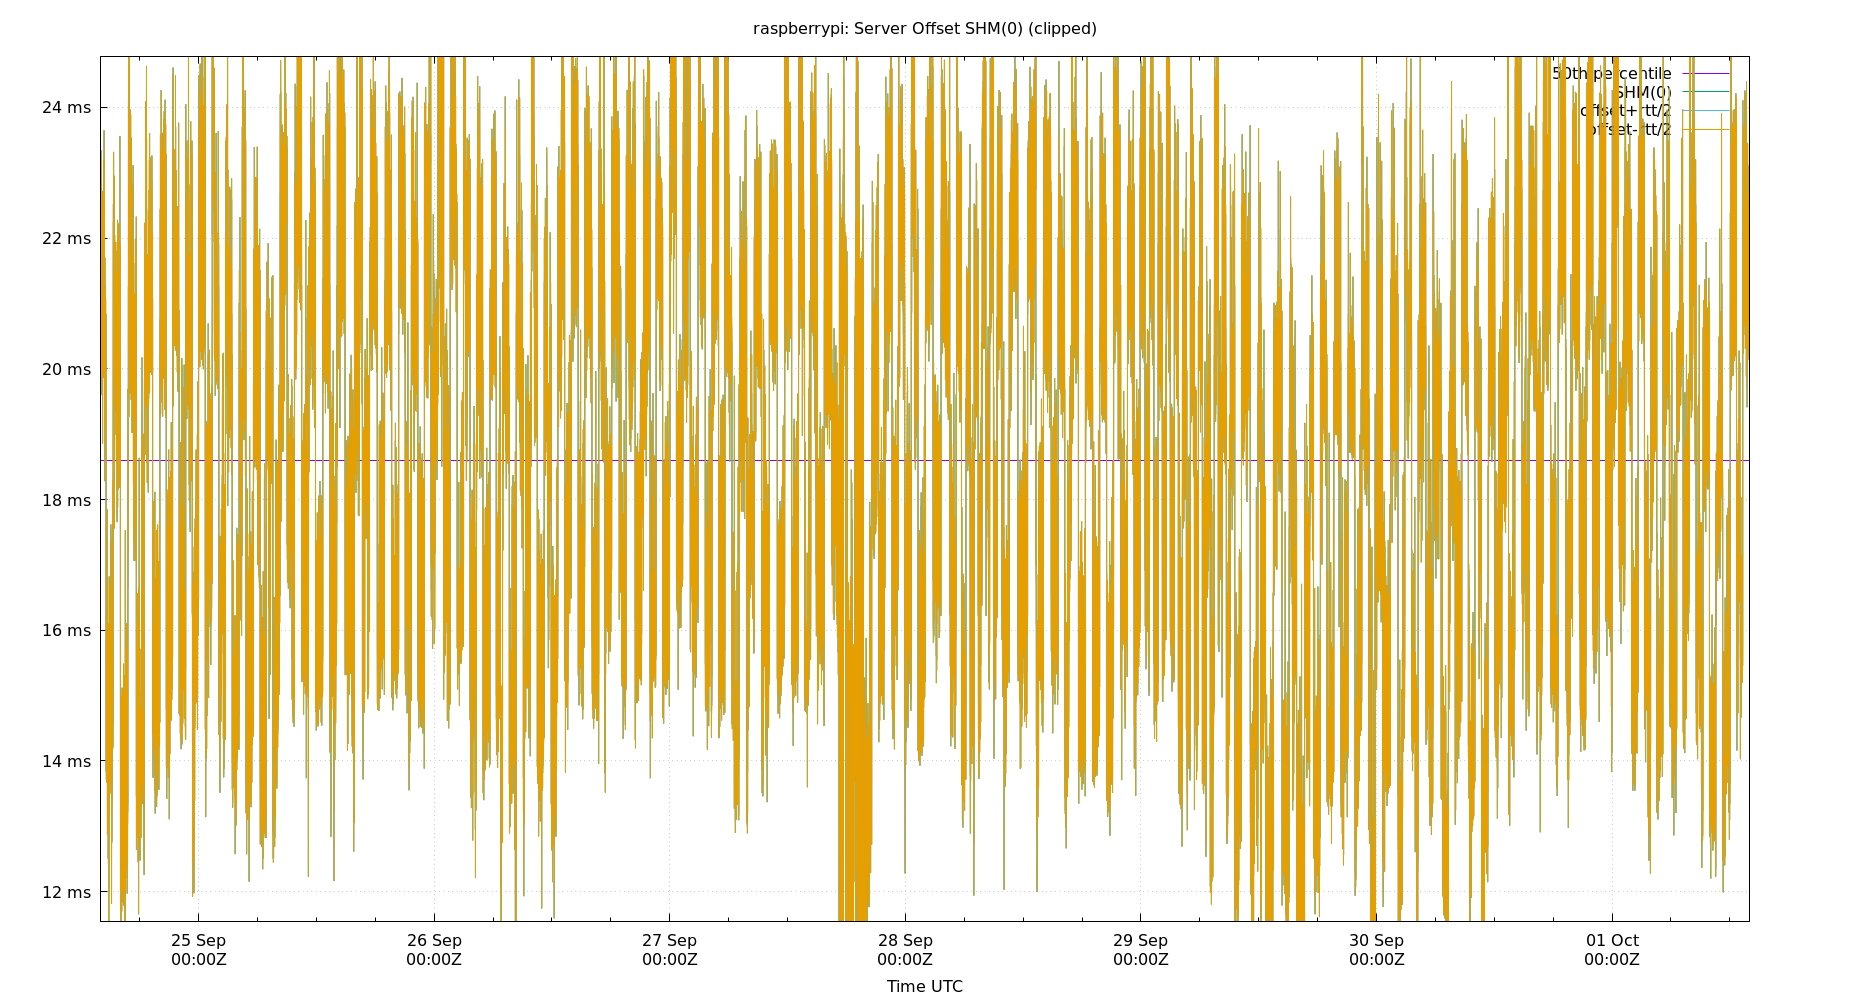 raspberrypi: Server Offset SHM(0) (clipped)
50th percentile
SHM(0)
offset+rtt/2
offset-rtt/2
24 ms
22 ms
20 ms
18 ms
16 ms
14 ms
12 ms
25 Sep
00:00Z
26 Sep
00:00Z
27 Sep
00:00Z
28 Sep
00:00Z
29 Sep
00:00Z
30 Sep
00:00Z
01 Oct
00:00Z
Time UTC